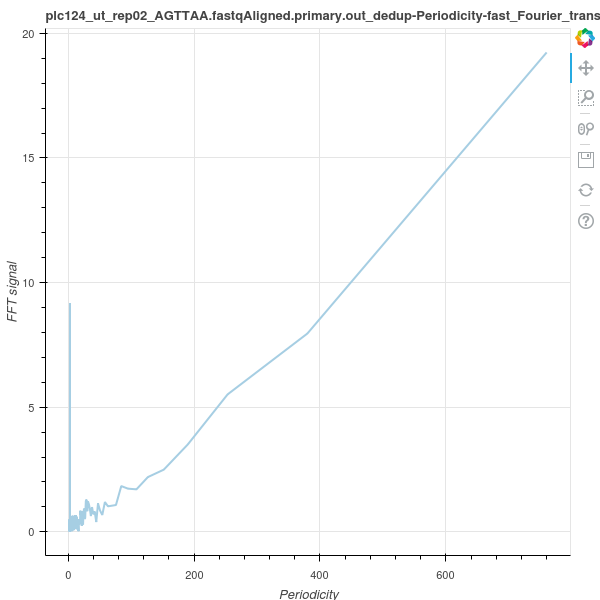 plc124_ut_rep02_AGTTAA.fastqAligned.primary.out_dedup-Periodicity-fast_Fourier_trans
20
15
10
5
0
FFT signal
0 200 400 600
Periodicity